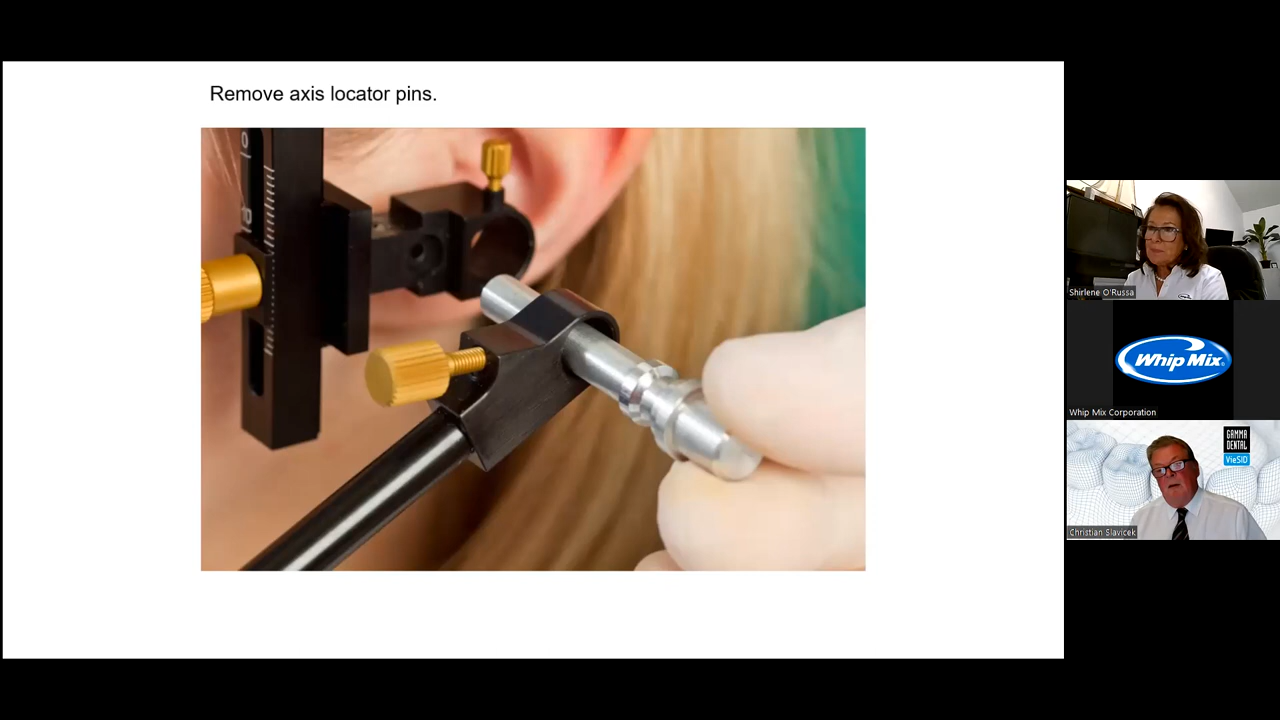 Remove axis locator pins.
Shirlene O'Russa
Whip Mix
Whip Mix Corporation
GAMMA
DENTAL
VieSID
Christian Slavicek